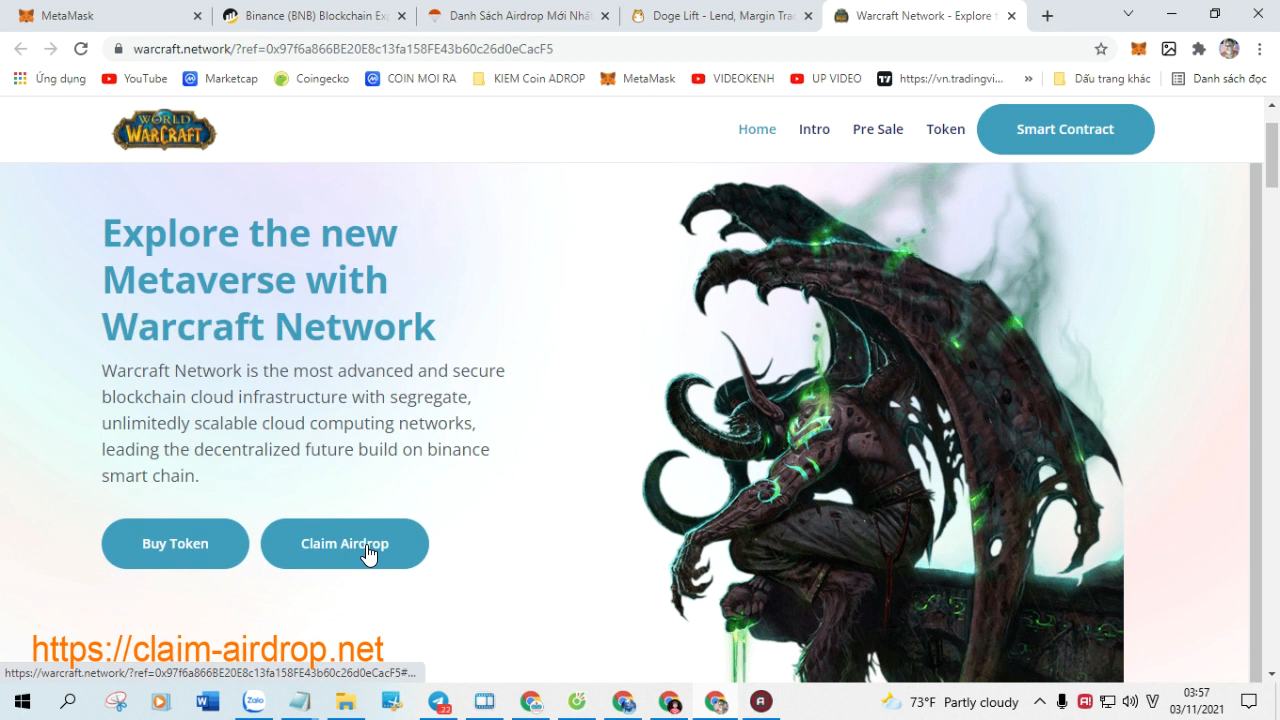 MetaMask
Binance (BNB) Blockchain Exp
Danh Sách Airdrop Mới Nhất
Doge Lift - Lend, Margin Trac
Warcraft Network - Explore t
warcraft.network/?ref=0x97f6a866BE20E8c13fa158FE43b60c26d0eCacF5
Ứng dụng
YouTube
Marketcap
Coingecko
COIN MOI RA
KIEM Coin ADROP
MetaMask
VIDEOKENH
UP VIDEO
https://vn.tradingvi...
»
Dấu trang khác
Danh sách đọc
WORLD
WARCRAFT
Home
Intro
Pre Sale
Token
Smart Contract
Explore the new
Metaverse with
Warcraft Network
Warcraft Network is the most advanced and secure
blockchain cloud infrastructure with segregate,
unlimitedly scalable cloud computing networks,
leading the decentralized future build on binance
smart chain.
Buy Token
Claim Airdrop
https://claim-airdrop.net
https://warcraft.network/?ref=0x97f6a866BE20E8c13fa158FE43b60c26d0eCacF5#...
Zalo
22
73°F Partly cloudy
03:57
03/11/2021